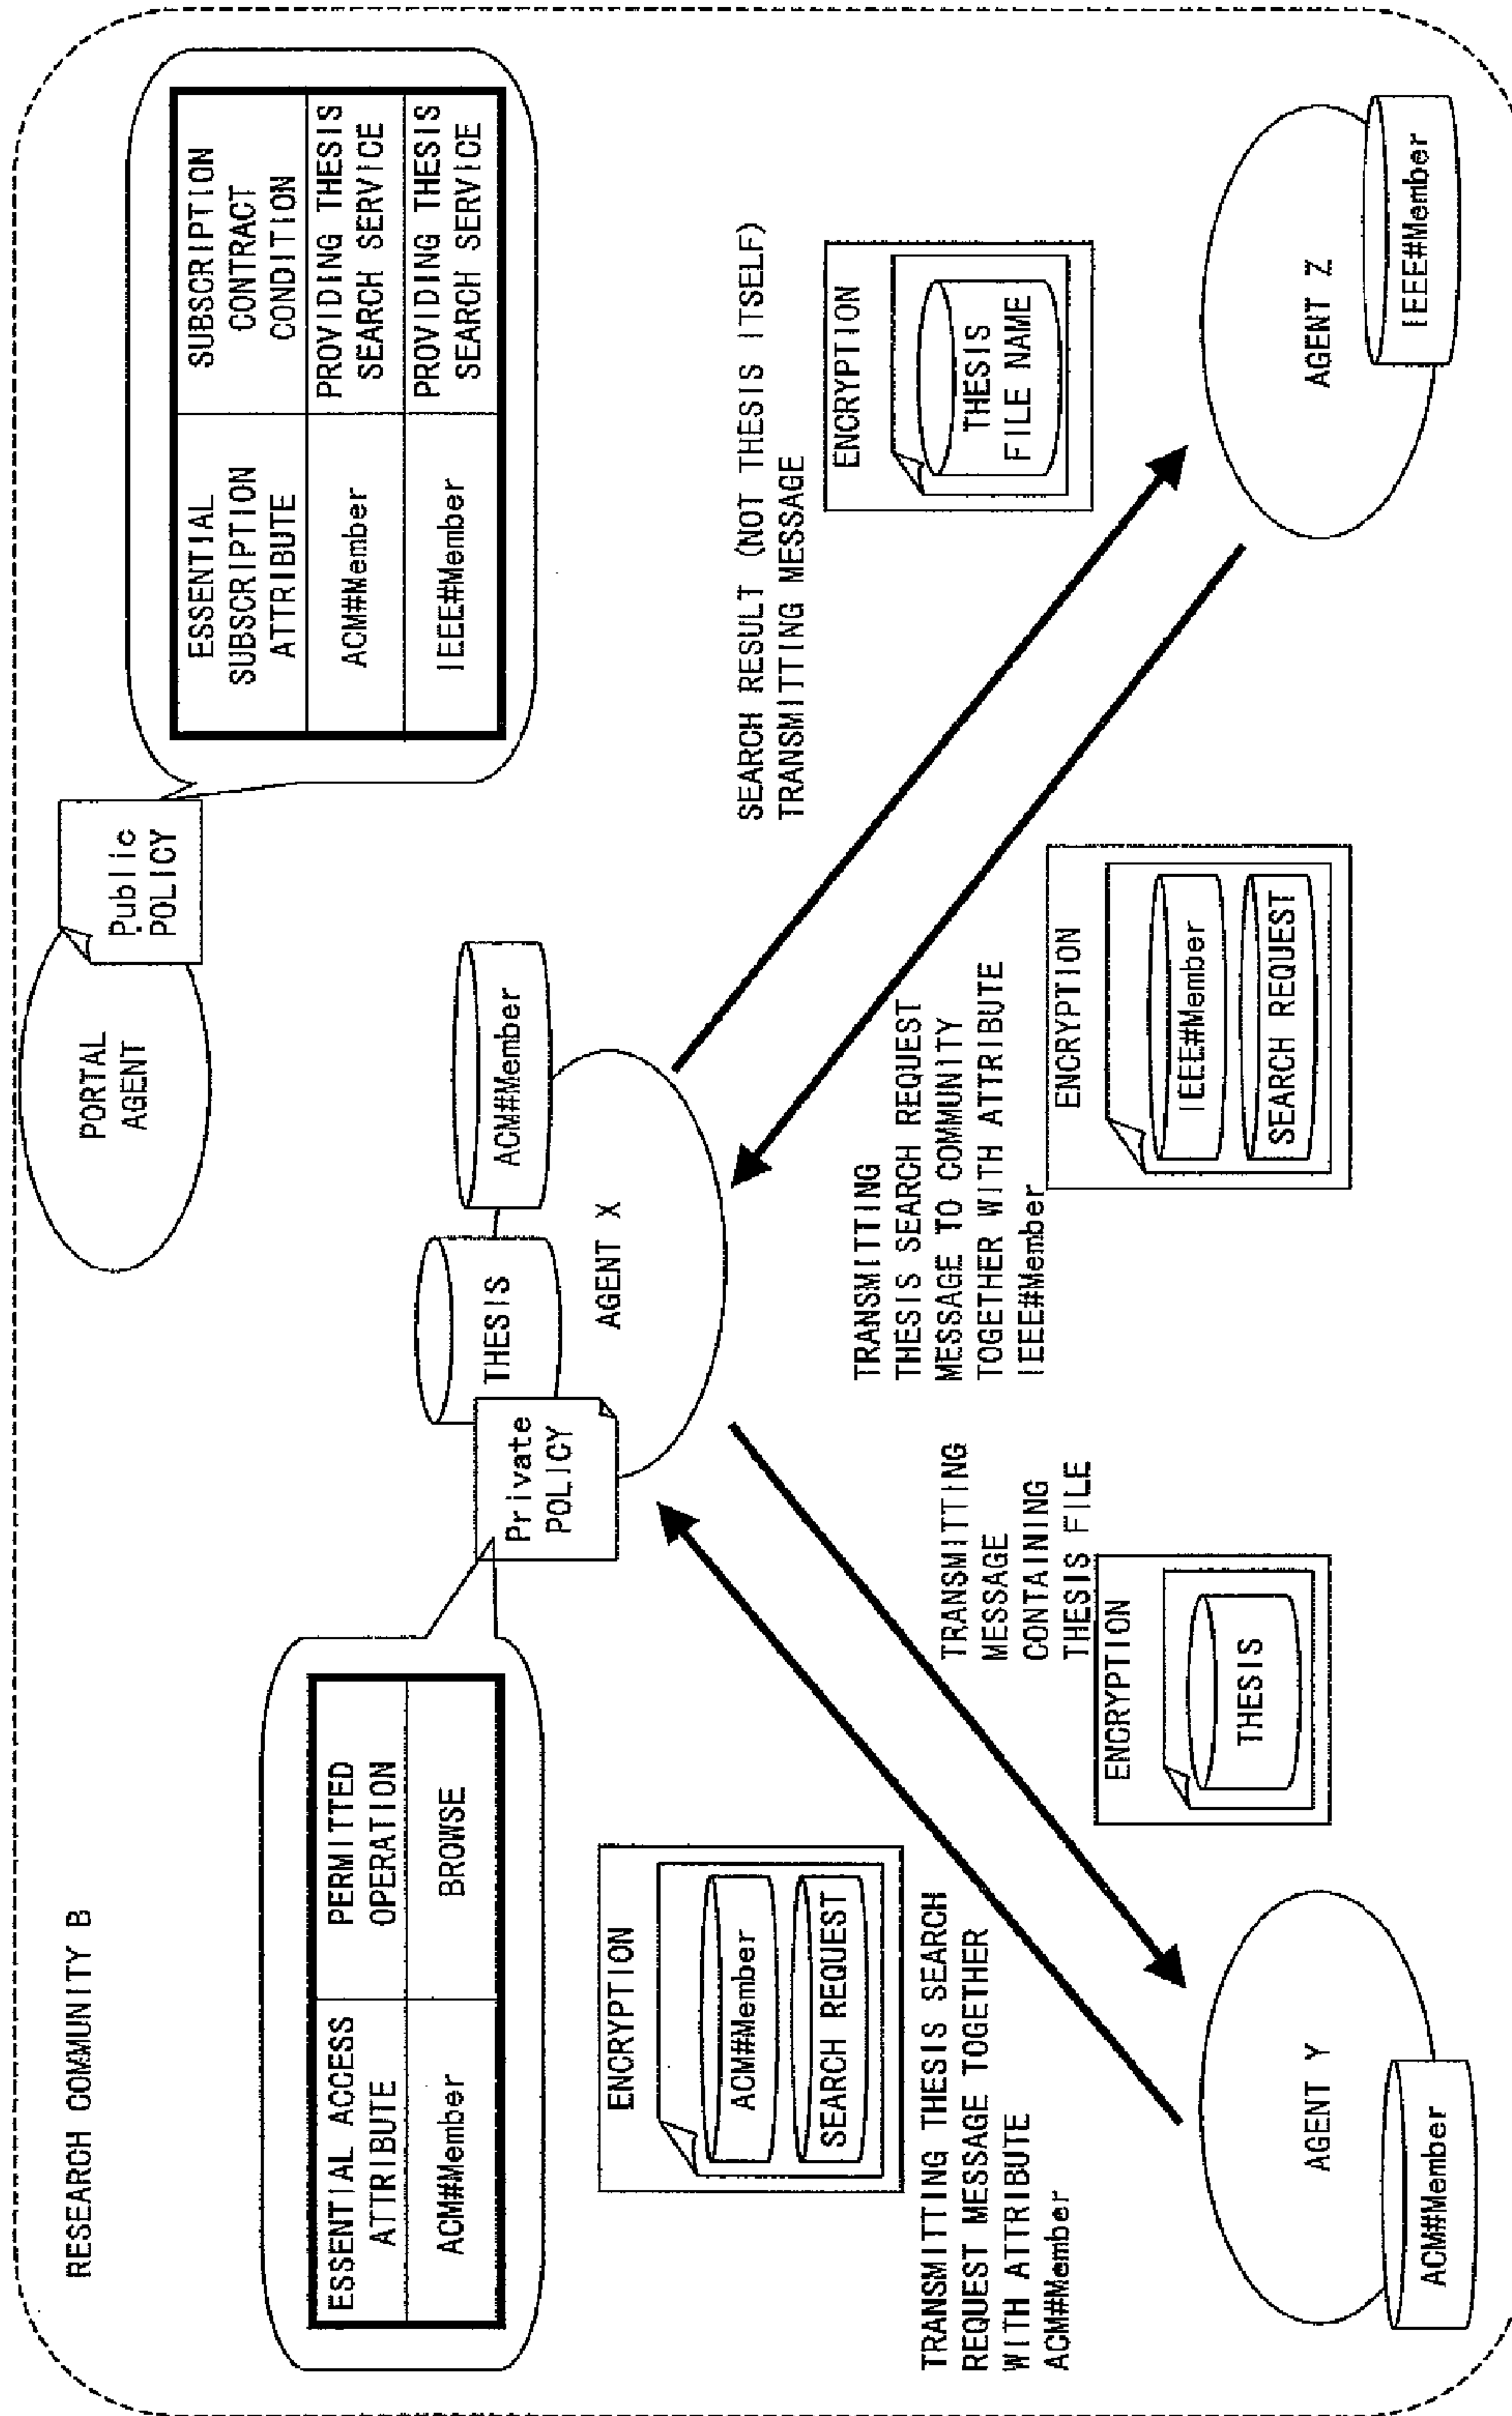 RESEARCH COMMUNITY B
PORTAL
AGENT
Public
POLICY
ESSENTIAL
SUBSCRIPTION
ATTRIBUTE
SUBSCRIPTION
CONTRACT
CONDITION
ACM#Member
PROVIDING THESIS
SEARCH SERVICE
IEEE#Member
PROVIDING THESIS
SEARCH SERVICE
ESSENTIAL ACCESS
ATTRIBUTE
PERMITTED
OPERATION
ACM#Member
BROWSE
Private
POLICY
THESIS
ACM#Member
AGENT X
ENCRYPTION
ACM#Member
SEARCH REQUEST
TRANSMITTING THESIS SEARCH
REQUEST MESSAGE TOGETHER
WITH ATTRIBUTE
ACM#Member
TRANSMITTING
MESSAGE
CONTAINING
THESIS FILE
ENCRYPTION
THESIS
TRANSMITTING
THESIS SEARCH REQUEST
MESSAGE TO COMMUNITY
TOGETHER WITH ATTRIBUTE
IEEE#Member
ENCRYPTION
IEEE#Member
SEARCH REQUEST
SEARCH RESULT (NOT THESIS ITSELF)
TRANSMITTING MESSAGE
ENCRYPTION
THESIS
FILE NAME
AGENT Y
ACM#Member
AGENT Z
IEEE#Member